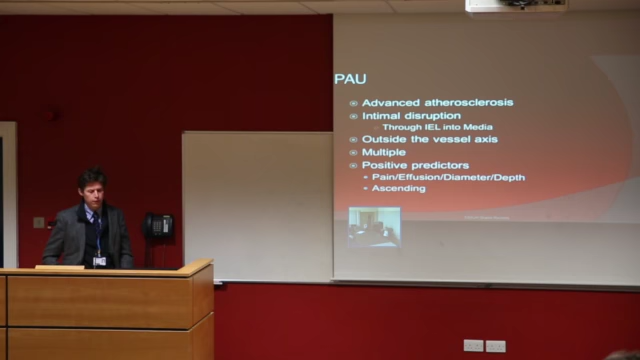 PAU
Advanced atherosclerosis
Intimal disruption
Through IEL into Media
Outside the vessel axis
Multiple
Positive predictors
Pain/Effusion/Diameter/Depth
Ascending